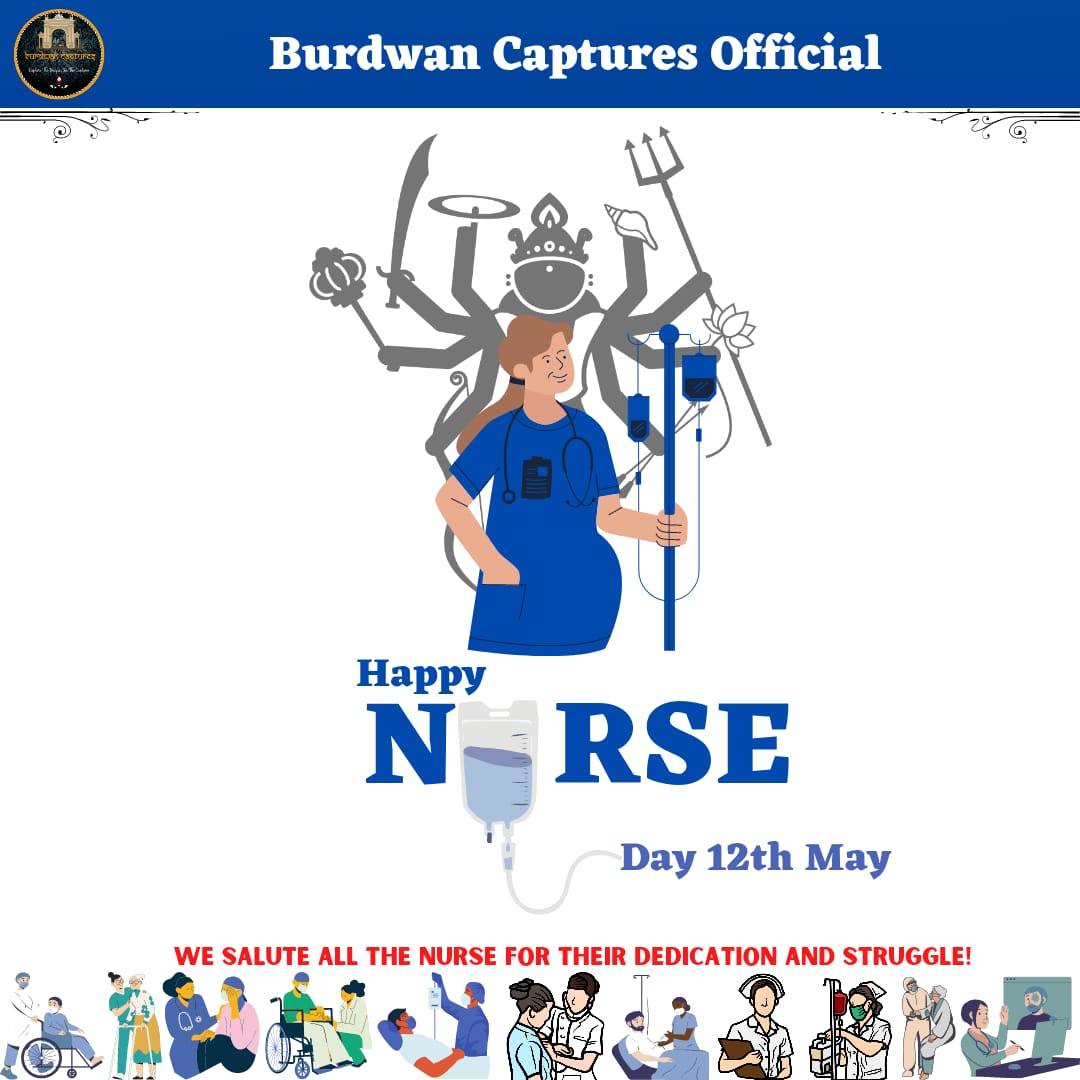 burdwan captures
Burdwan Captures Official
Happy
N RSE
Day 12th May
WE SALUTE ALL THE NURSE FOR THEIR DEDICATION AND STRUGGLE!